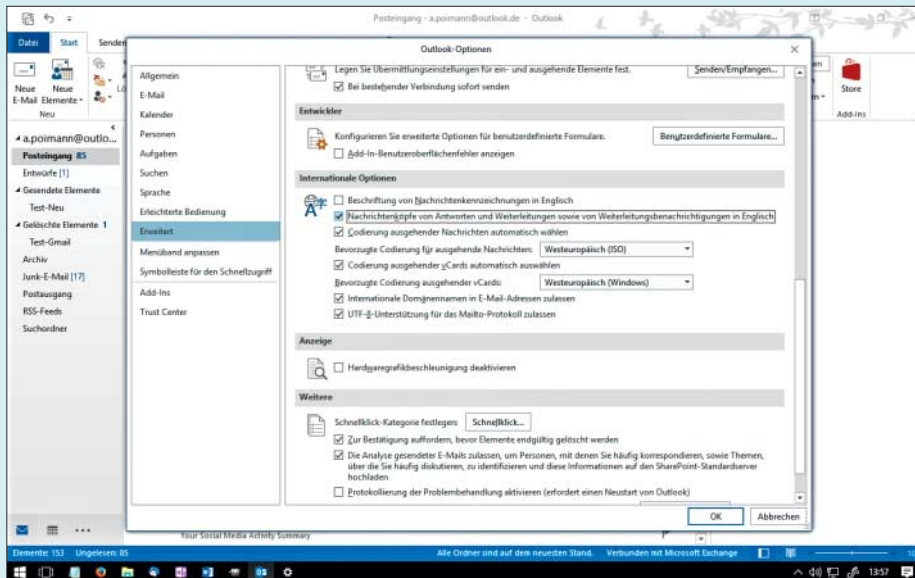 Posteingang - a.poimann@outlook.de - Outlook
Datei Start Senden
Outlook-Optionen
Neue E-Mail
Neue Elemente
Neu
Store
Add-Ins
a.poimann@outlo...
Posteingang 85
Entwürfe [1]
Gesendete Elemente
Test-Neu
Gelöschte Elemente 1
Test-Gmail
Archiv
Junk-E-Mail [17]
Postausgang
RSS-Feeds
Suchordner
Allgemein
E-Mail
Kalender
Personen
Aufgaben
Suchen
Sprache
Erleichterte Bedienung
Erweitert
Menüband anpassen
Symbolleiste für den Schnellzugriff
Add-Ins
Trust Center
Legen Sie Übermittlungseinstellungen für ein- und ausgehende Elemente fest. Senden/Empfangen...
Bei bestehender Verbindung sofort senden
Entwickler
Konfigurieren Sie erweiterte Optionen für benutzerdefinierte Formulare. Benutzerdefinierte Formulare...
Add-In-Benutzeroberflächenfehler anzeigen
Internationale Optionen
Beschriftung von Nachrichtenkennzeichnungen in Englisch
Nachrichtenköpfe von Antworten und Weiterleitungen sowie von Weiterleitungsbenachrichtigungen in Englisch
Codierung ausgehender Nachrichten automatisch wählen
Bevorzugte Codierung für ausgehende Nachrichten: Westeuropäisch (ISO)
Codierung ausgehender vCards automatisch auswählen
Bevorzugte Codierung ausgehender vCards: Westeuropäisch (Windows)
Internationale Domänennamen in E-Mail-Adressen zulassen
UTF-8-Unterstützung für das Mailto-Protokoll zulassen
Anzeige
Hardwaregrafikbeschleunigung deaktivieren
Weitere
Schnellklick-Kategorie festlegen: Schnellklick...
Zur Bestätigung auffordern, bevor Elemente endgültig gelöscht werden
Die Analyse gesendeter E-Mails zulassen, um Personen, mit denen Sie häufig korrespondieren, sowie Themen,
über die Sie häufig diskutieren, zu identifizieren und diese Informationen auf den SharePoint-Standardserver
hochladen
Protokollierung der Problembehandlung aktivieren (erfordert einen Neustart von Outlook)
OK Abbrechen
Your Social Media Activity Summary
Elemente: 153 Ungelesen: 85 Alle Ordner sind auf dem neuesten Stand. Verbunden mit Microsoft Exchange
13:57